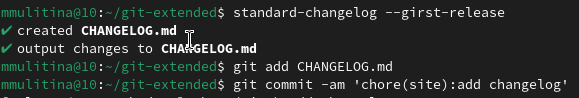 mmulitina@10:~/git-extended$ standard-changelog --girst-release
✔ created CHANGELOG.md
✔ output changes to CHANGELOG.md
mmulitina@10:~/git-extended$ git add CHANGELOG.md
mmulitina@10:~/git-extended$ git commit -am 'chore(site):add changelog'